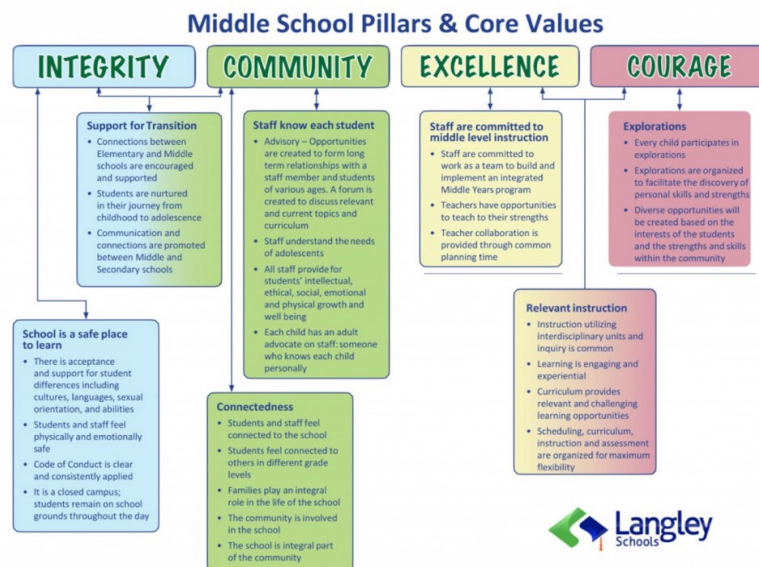 Middle School Pillars & Core Values
INTEGRITY
COMMUNITY
EXCELLENCE
COURAGE
Support for Transition
• Connections between
Elementary and Middle
schools are encouraged
and supported
• Students are nurtured
in their journey from
childhood to adolescence
• Communication and
connections are promoted
between Middle and
Secondary schools
Staff know each student
• Advisory – Opportunities
are created to form long
term relationships with a
staff member and students
of various ages. A forum is
created to discuss relevant
and current topics and
curriculum
• Staff understand the needs
of adolescents
• All staff provide for
students' intellectual,
ethical, social, emotional
and physical growth and
well being
• Each child has an adult
advocate on staff: someone
who knows each child
personally
Staff are committed to
middle level instruction
• Staff are committed to
work as a team to build and
implement an integrated
Middle Years program
• Teachers have opportunities
to teach to their strengths
• Teacher collaboration is
provided through common
planning time
Explorations
• Every child participates in
explorations
• Explorations are organized
to facilitate the discovery of
personal skills and strengths
• Diverse opportunities will
be created based on the
interests of the students
and the strengths and skills
within the community
School is a safe place
to learn
• There is acceptance
and support for student
differences including
cultures, languages, sexual
orientation, and abilities
• Students and staff feel
physically and emotionally
safe
• Code of Conduct is clear
and consistently applied
• It is a closed campus;
students remain on school
grounds throughout the day
Connectedness
• Students and staff feel
connected to the school
• Students feel connected to
others in different grade
levels
• Families play an integral
role in the life of the school
• The community is involved
in the school
• The school is integral part
of the community
Relevant instruction
• Instruction utilizing
interdisciplinary units and
inquiry is common
• Learning is engaging and
experiential
• Curriculum provides
relevant and challenging
learning opportunities
• Scheduling, curriculum,
instruction and assessment
are organized for maximum
flexibility
Langley
Schools